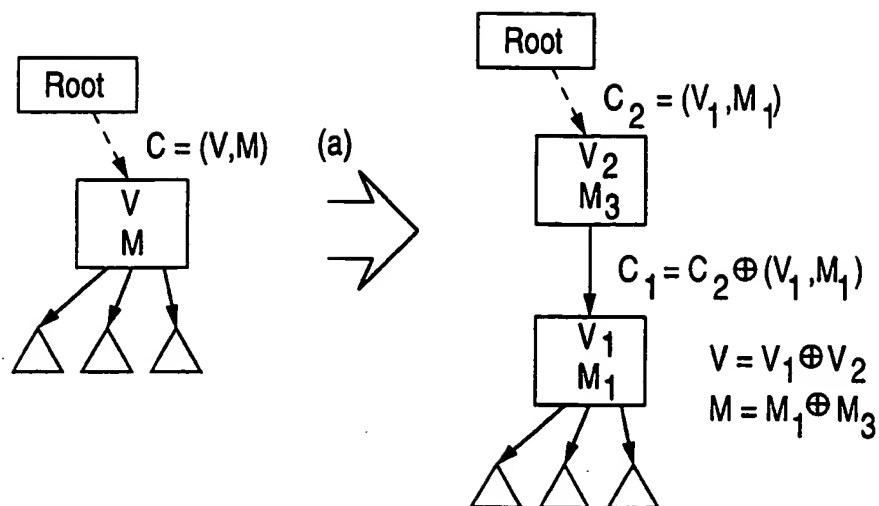 Root
C = (V,M)
V
M
(a)
Root
C₂ = (V₁,M₁)
V₂
M₃
C₁ = C₂⊕(V₁,M₁)
V₁
M₁
V = V₁⊕V₂
M = M₁⊕M₃